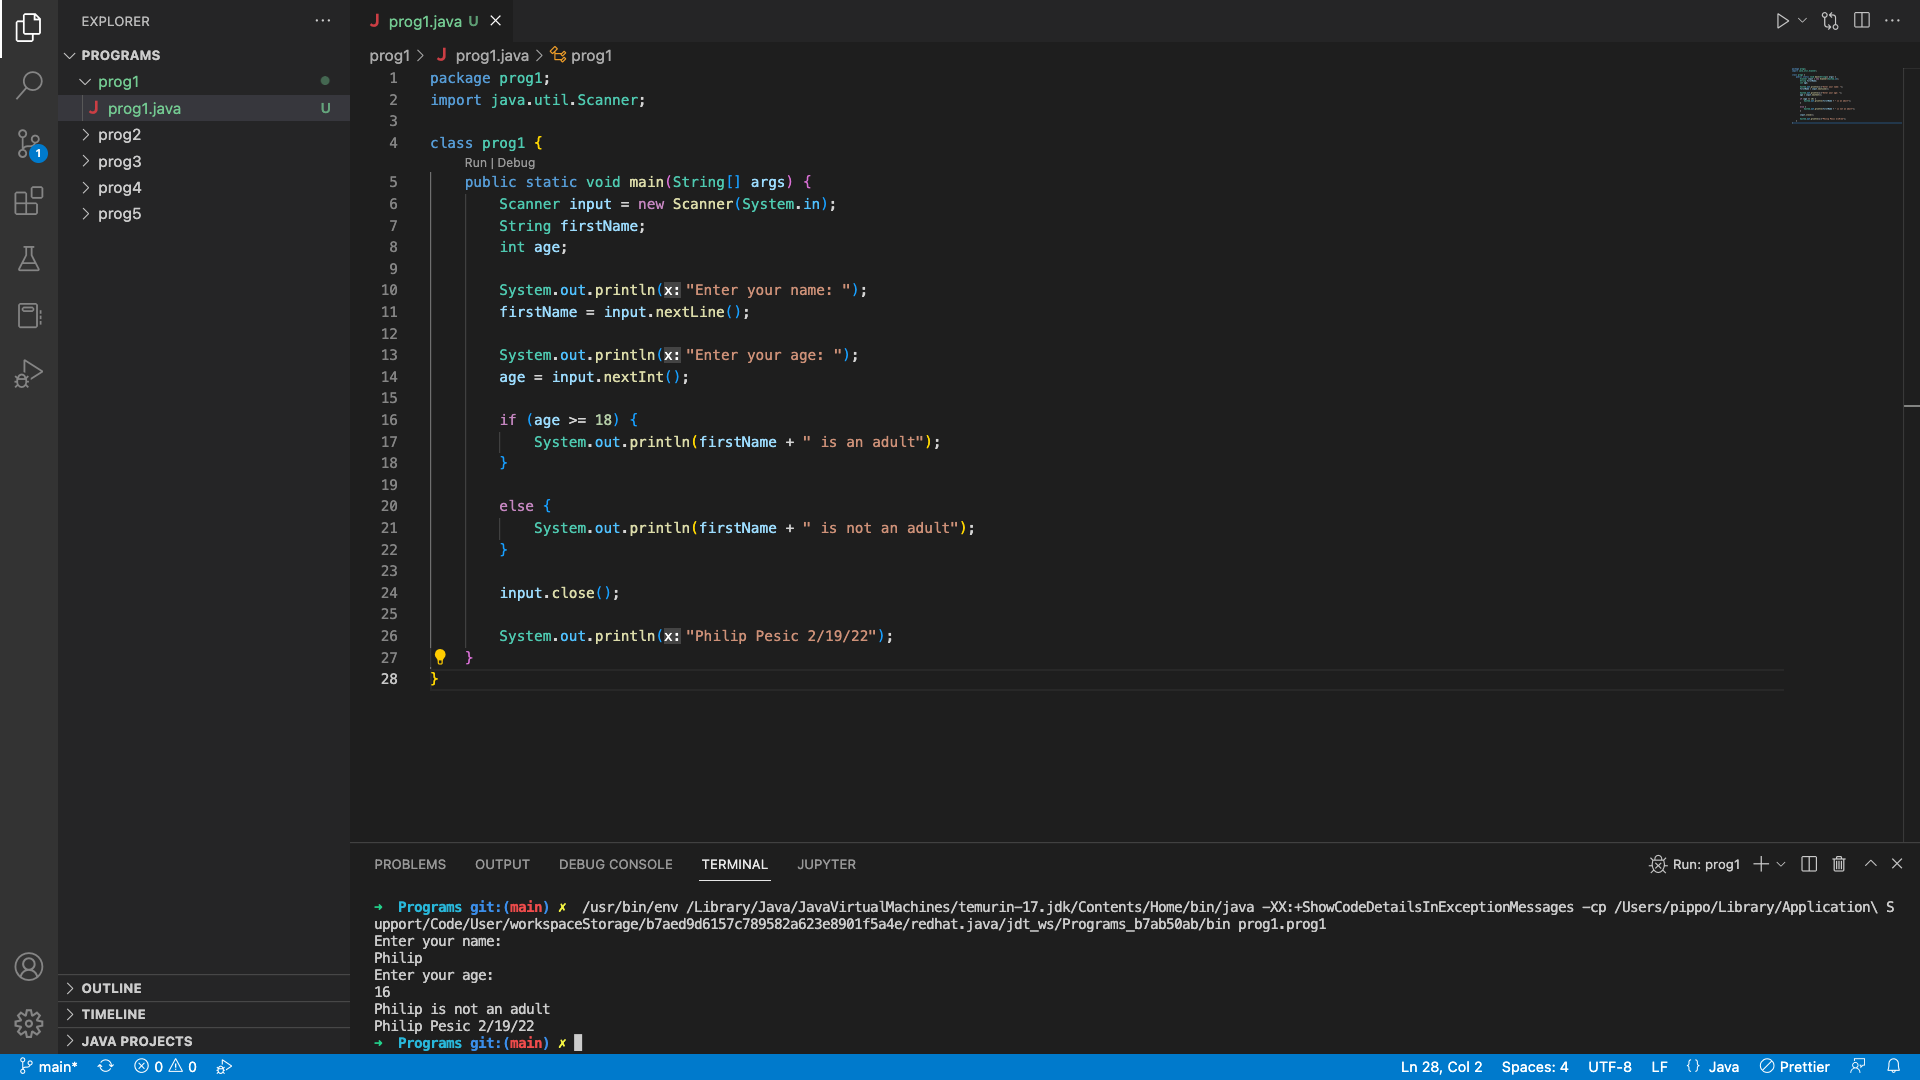 EXPLORER
PROGRAMS
prog1
J prog1.java U
prog2
prog3
prog4
prog5
OUTLINE
TIMELINE
JAVA PROJECTS
1
J prog1.java U
prog1 > J prog1.java > prog1
1 package prog1;
2 import java.util.Scanner;
3
4 class prog1 {
Run | Debug
5 public static void main(String[] args) {
6 Scanner input = new Scanner(System.in);
7 String firstName;
8 int age;
9
10 System.out.println(x: "Enter your name: ");
11 firstName = input.nextLine();
12
13 System.out.println(x: "Enter your age: ");
14 age = input.nextInt();
15
16 if (age >= 18) {
17 System.out.println(firstName + " is an adult");
18 }
19
20 else {
21 System.out.println(firstName + " is not an adult");
22 }
23
24 input.close();
25
26 System.out.println(x: "Philip Pesic 2/19/22");
27 }
28 }
PROBLEMS OUTPUT DEBUG CONSOLE TERMINAL JUPYTER
Run: prog1
→ Programs git:(main) ✗ /usr/bin/env /Library/Java/JavaVirtualMachines/temurin-17.jdk/Contents/Home/bin/java -XX:+ShowCodeDetailsInExceptionMessages -cp /Users/pippo/Library/Application\ S
upport/Code/User/workspaceStorage/b7aed9d6157c789582a623e8901f5a4e/redhat.java/jdt_ws/Programs_b7ab50ab/bin prog1.prog1
Enter your name:
Philip
Enter your age:
16
Philip is not an adult
Philip Pesic 2/19/22
→ Programs git:(main) ✗
main* 0 0 Ln 28, Col 2 Spaces: 4 UTF-8 LF {} Java Prettier